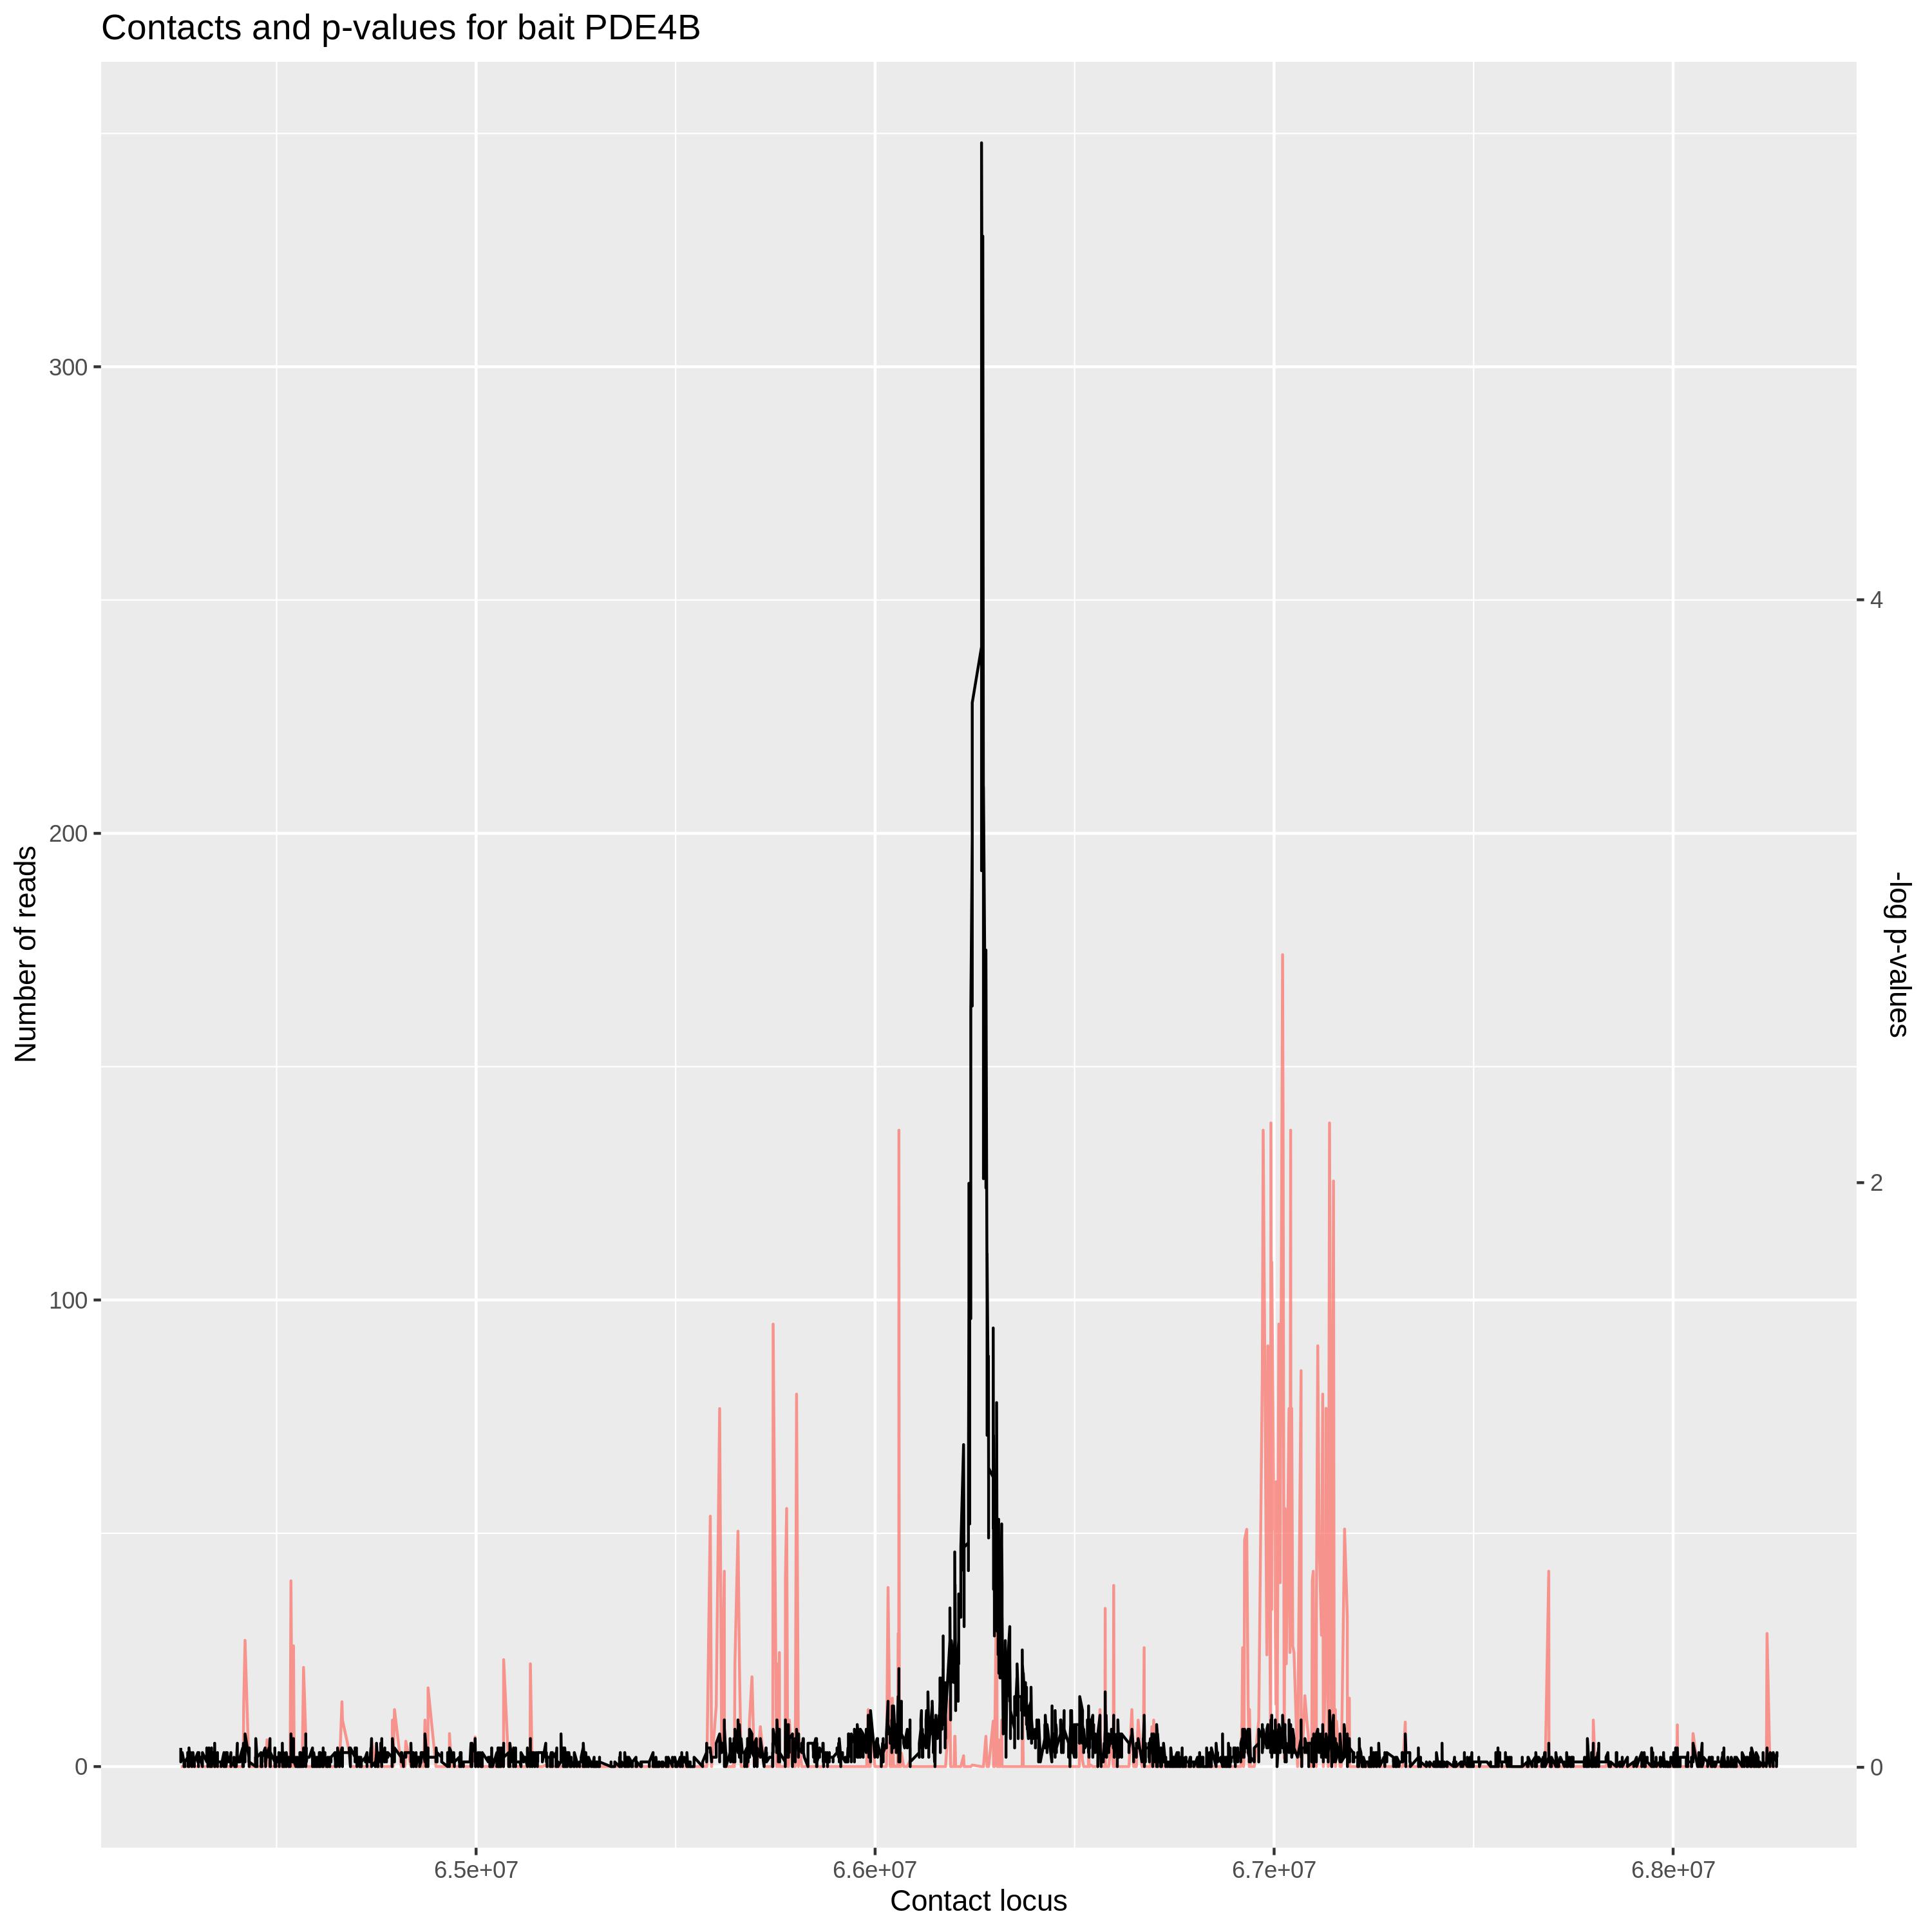 Contacts and p-values for bait PDE4B
300
200
100
0
Number of reads
4
2
0
-log p-values
6.5e+07
6.6e+07
6.7e+07
6.8e+07
Contact locus